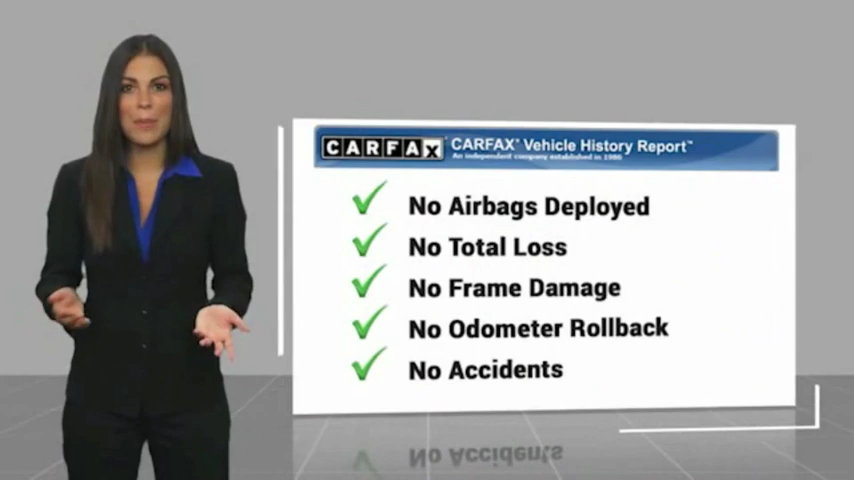 CARFAX CARFAX® Vehicle History Report™
An independent company established in 1986
No Airbags Deployed
No Total Loss
No Frame Damage
No Odometer Rollback
No Accidents
No Accidents